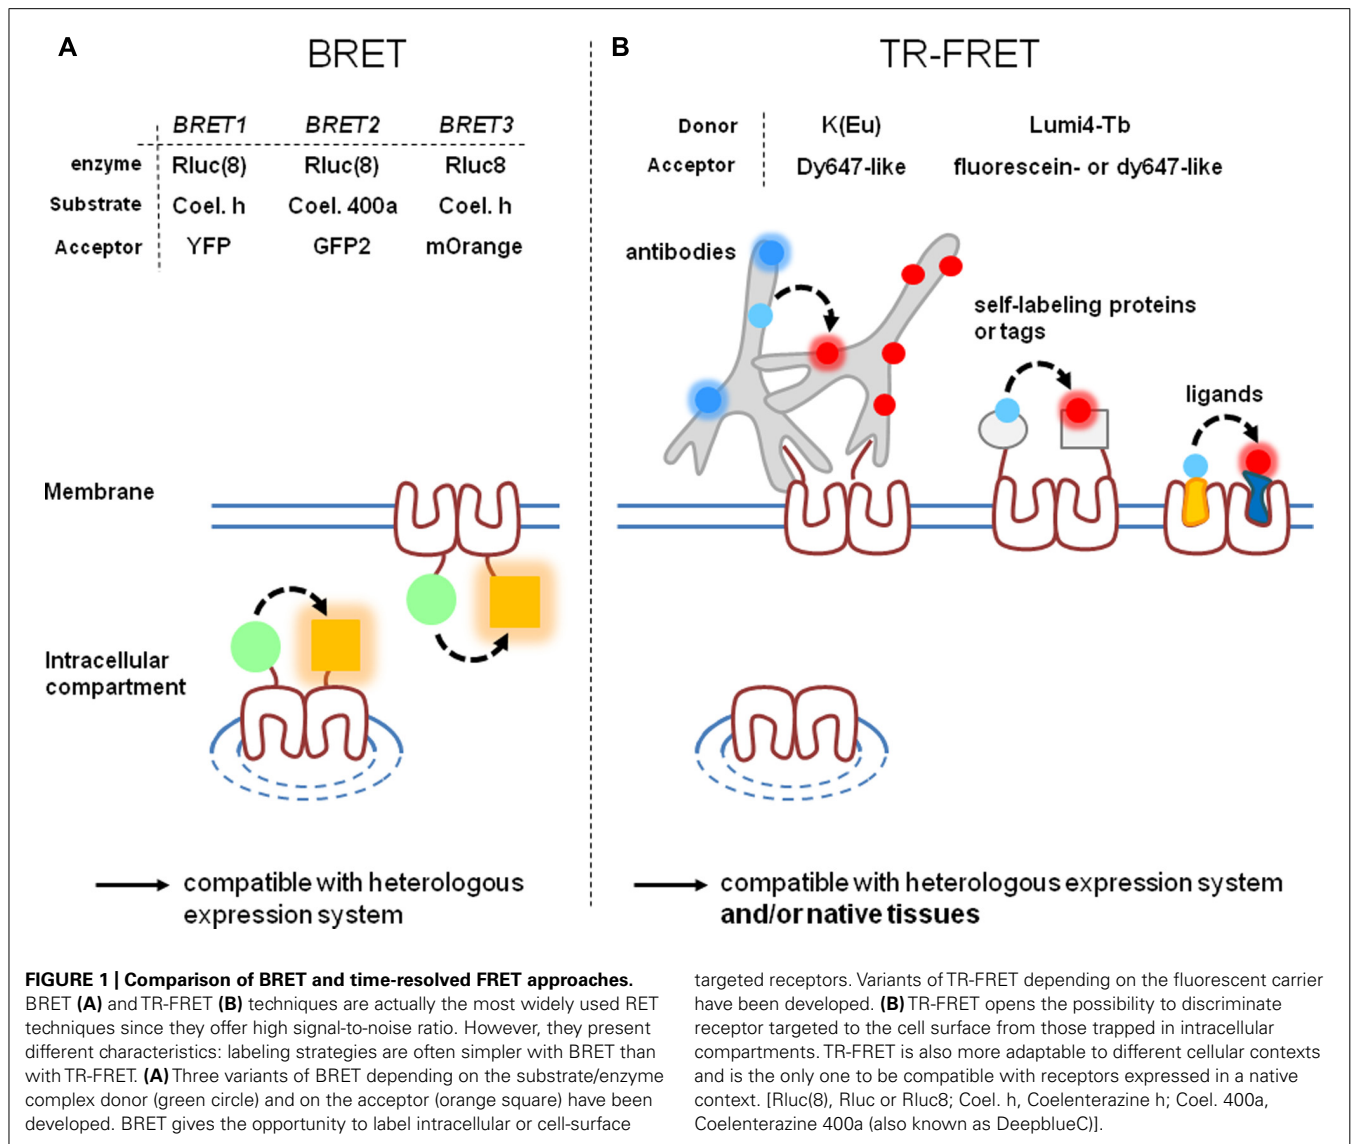 A
BRET
BRET1 BRET2 BRET3
enzyme Rluc(8) Rluc(8) Rluc8
Substrate Coel. h Coel. 400a Coel. h
Acceptor YFP GFP2 mOrange
Membrane
Intracellular
compartment
compatible with heterologous
expression system
B
TR-FRET
Donor K(Eu) Lumi4-Tb
Acceptor Dy647-like fluorescein- or dy647-like
antibodies
self-labeling proteins
or tags
ligands
compatible with heterologous expression system
and/or native tissues
FIGURE 1 | Comparison of BRET and time-resolved FRET approaches.
BRET (A) and TR-FRET (B) techniques are actually the most widely used RET
techniques since they offer high signal-to-noise ratio. However, they present
different characteristics: labeling strategies are often simpler with BRET than
with TR-FRET. (A) Three variants of BRET depending on the substrate/enzyme
complex donor (green circle) and on the acceptor (orange square) have been
developed. BRET gives the opportunity to label intracellular or cell-surface
targeted receptors. Variants of TR-FRET depending on the fluorescent carrier
have been developed. (B) TR-FRET opens the possibility to discriminate
receptor targeted to the cell surface from those trapped in intracellular
compartments. TR-FRET is also more adaptable to different cellular contexts
and is the only one to be compatible with receptors expressed in a native
context. [Rluc(8), Rluc or Rluc8; Coel. h, Coelenterazine h; Coel. 400a,
Coelenterazine 400a (also known as DeepblueC)].